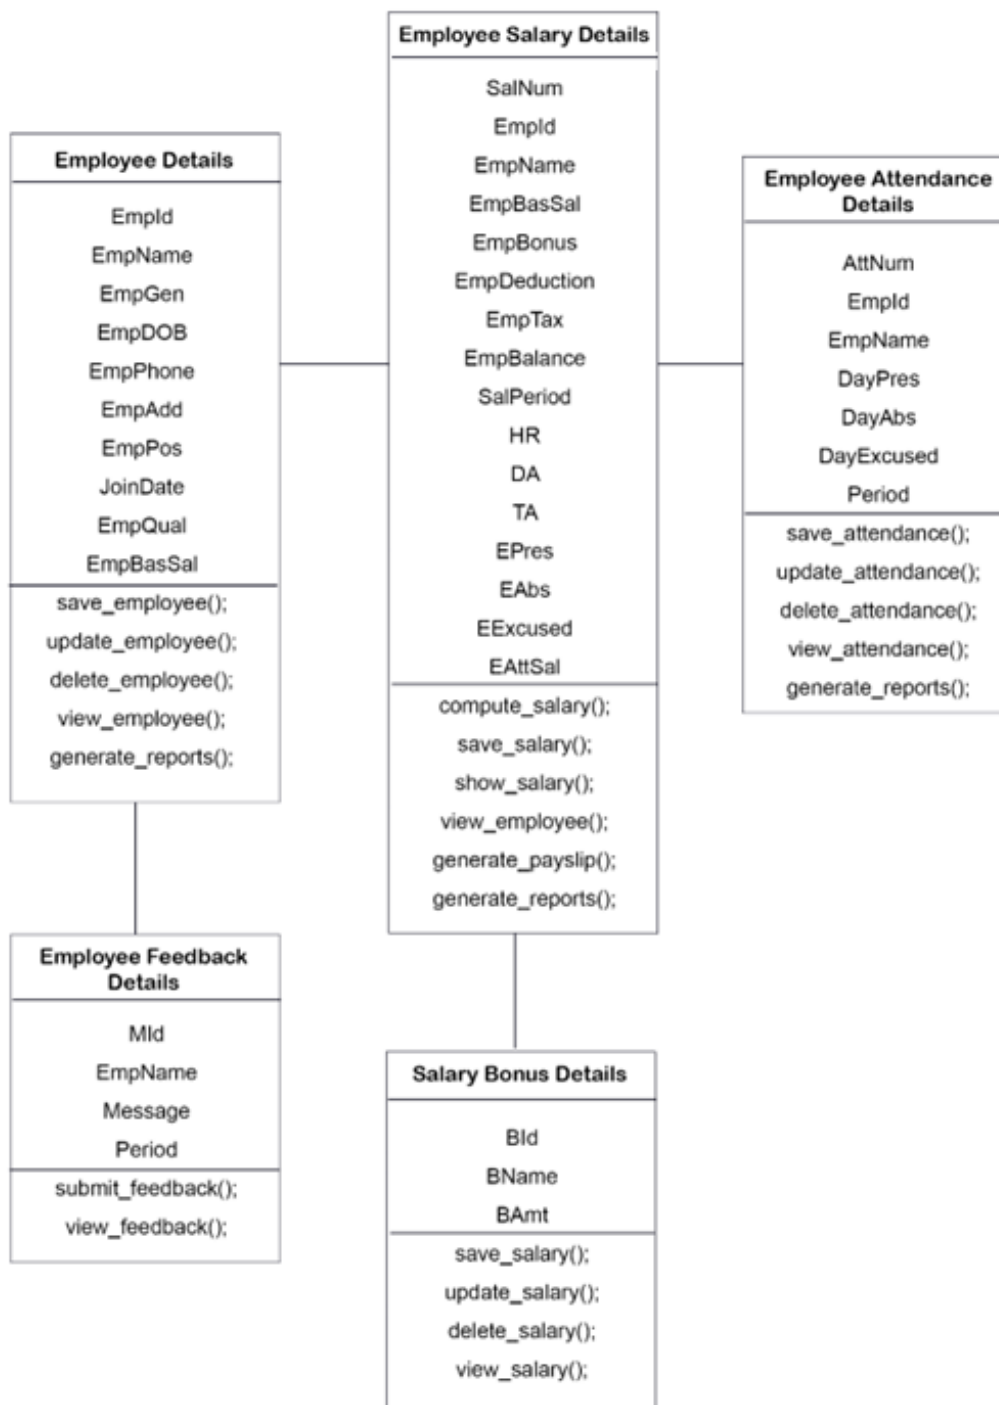 Employee Salary Details
SalNum
EmpId
EmpName
EmpBasSal
EmpBonus
EmpDeduction
EmpTax
EmpBalance
SalPeriod
HR
DA
TA
EPres
EAbs
EExcused
EAttSal
compute_salary();
save_salary();
show_salary();
view_employee();
generate_payslip();
generate_reports();
Employee Details
EmpId
EmpName
EmpGen
EmpDOB
EmpPhone
EmpAdd
EmpPos
JoinDate
EmpQual
EmpBasSal
save_employee();
update_employee();
delete_employee();
view_employee();
generate_reports();
Employee Attendance
Details
AttNum
EmpId
EmpName
DayPres
DayAbs
DayExcused
Period
save_attendance();
update_attendance();
delete_attendance();
view_attendance();
generate_reports();
Employee Feedback
Details
MId
EmpName
Message
Period
submit_feedback();
view_feedback();
Salary Bonus Details
BId
BName
BAmt
save_salary();
update_salary();
delete_salary();
view_salary();